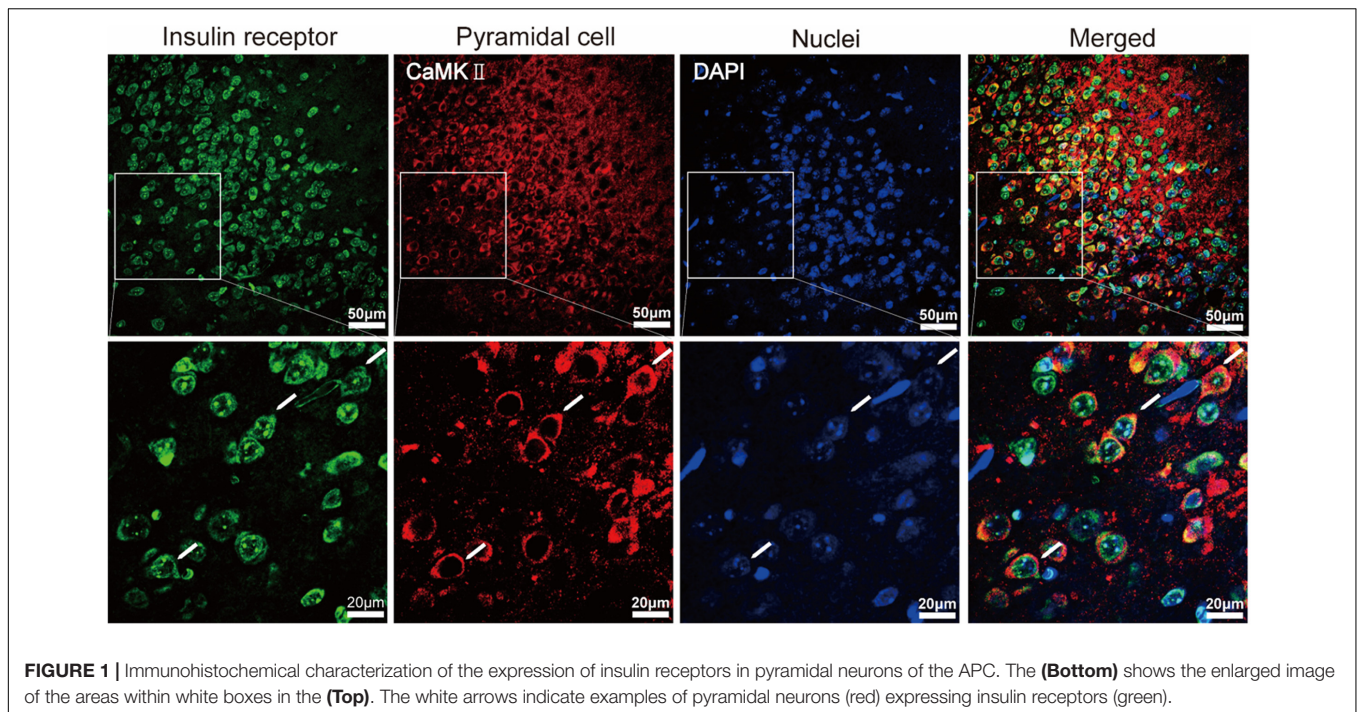 Insulin receptor
Pyramidal cell
Nuclei
Merged
CaMK Ⅱ
DAPI
50µm
50µm
50µm
50µm
20µm
20µm
20µm
20µm
FIGURE 1 | Immunohistochemical characterization of the expression of insulin receptors in pyramidal neurons of the APC. The (Bottom) shows the enlarged image
of the areas within white boxes in the (Top). The white arrows indicate examples of pyramidal neurons (red) expressing insulin receptors (green).